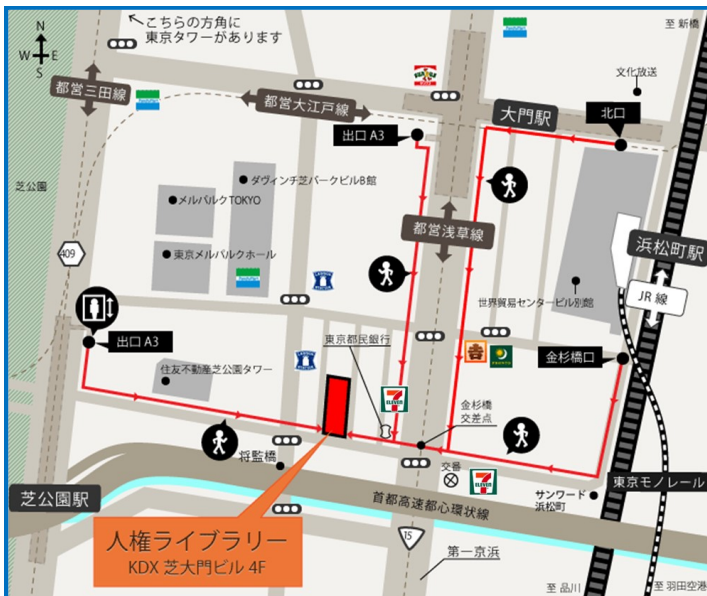 N
W E
S
こちらの方角に
東京タワーがあります
至 新橋
FamilyMart
文化放送
都営三田線
FamilyMart
都営大江戸線
大門駅
北口
出口 A3
ダヴィンチ芝パークビルB館
芝公園
メルパルクTOKYO
都営浅草線
409
東京メルパルクホール
浜松町駅
FamilyMart
JR 線
世界貿易センタービル別館
出口 A3
東京都民銀行
吉
金杉橋口
住友不動産芝公園タワー
7
ELEVEN
金杉橋
交差点
将監橋
交番
7
ELEVEN
東京モノレール
サンワード
浜松町
芝公園駅
首都高速都心環状線
人権ライブラリー
KDX 芝大門ビル 4F
15
第一京浜
至 品川
至 羽田空港